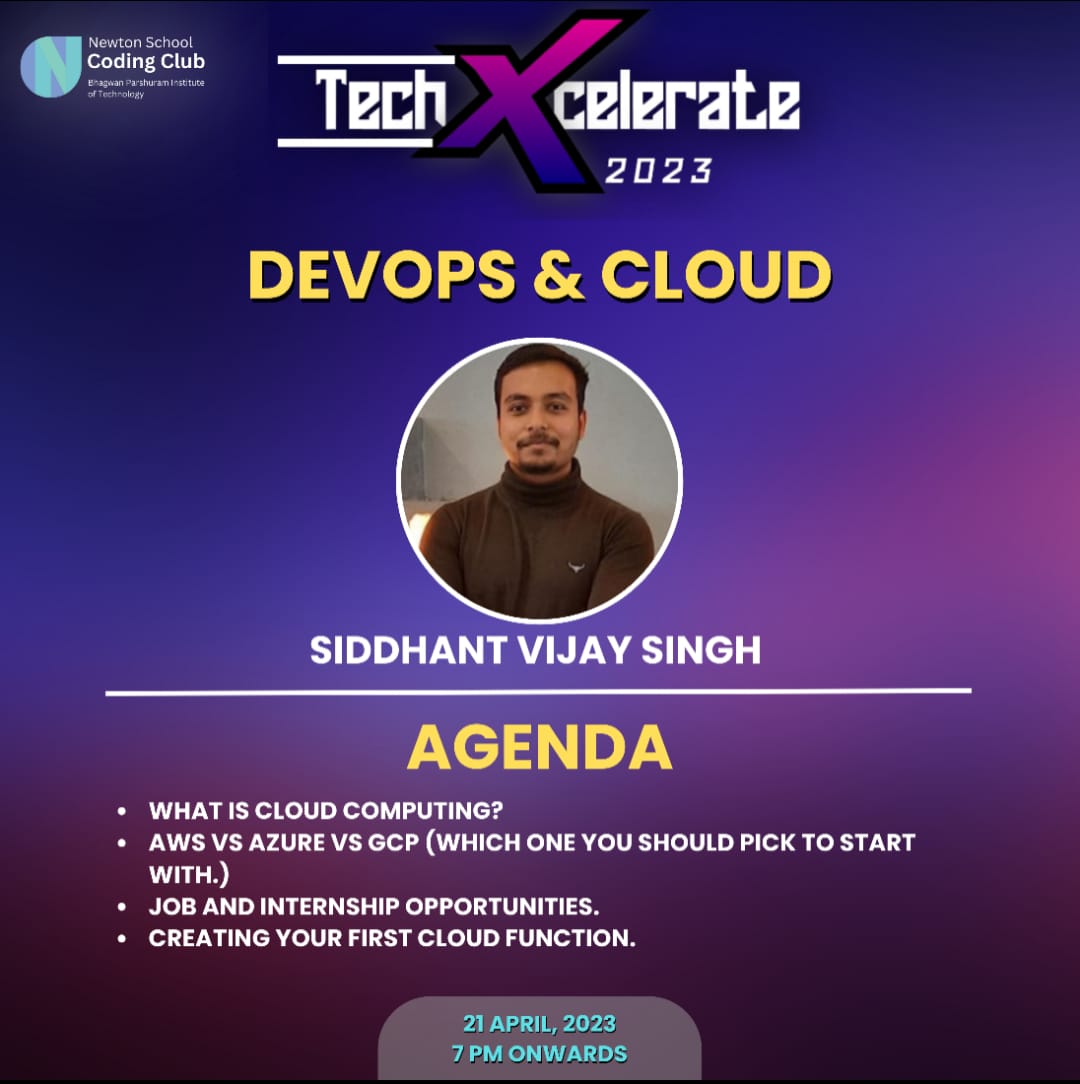 Newton School
Coding Club
Bhagwan Parshuram Institute
of Technology
Tech Xcelerate
2023
DEVOPS & CLOUD
SIDDHANT VIJAY SINGH
AGENDA
• WHAT IS CLOUD COMPUTING?
• AWS VS AZURE VS GCP (WHICH ONE YOU SHOULD PICK TO START
WITH.)
• JOB AND INTERNSHIP OPPORTUNITIES.
• CREATING YOUR FIRST CLOUD FUNCTION.
21 APRIL, 2023
7 PM ONWARDS